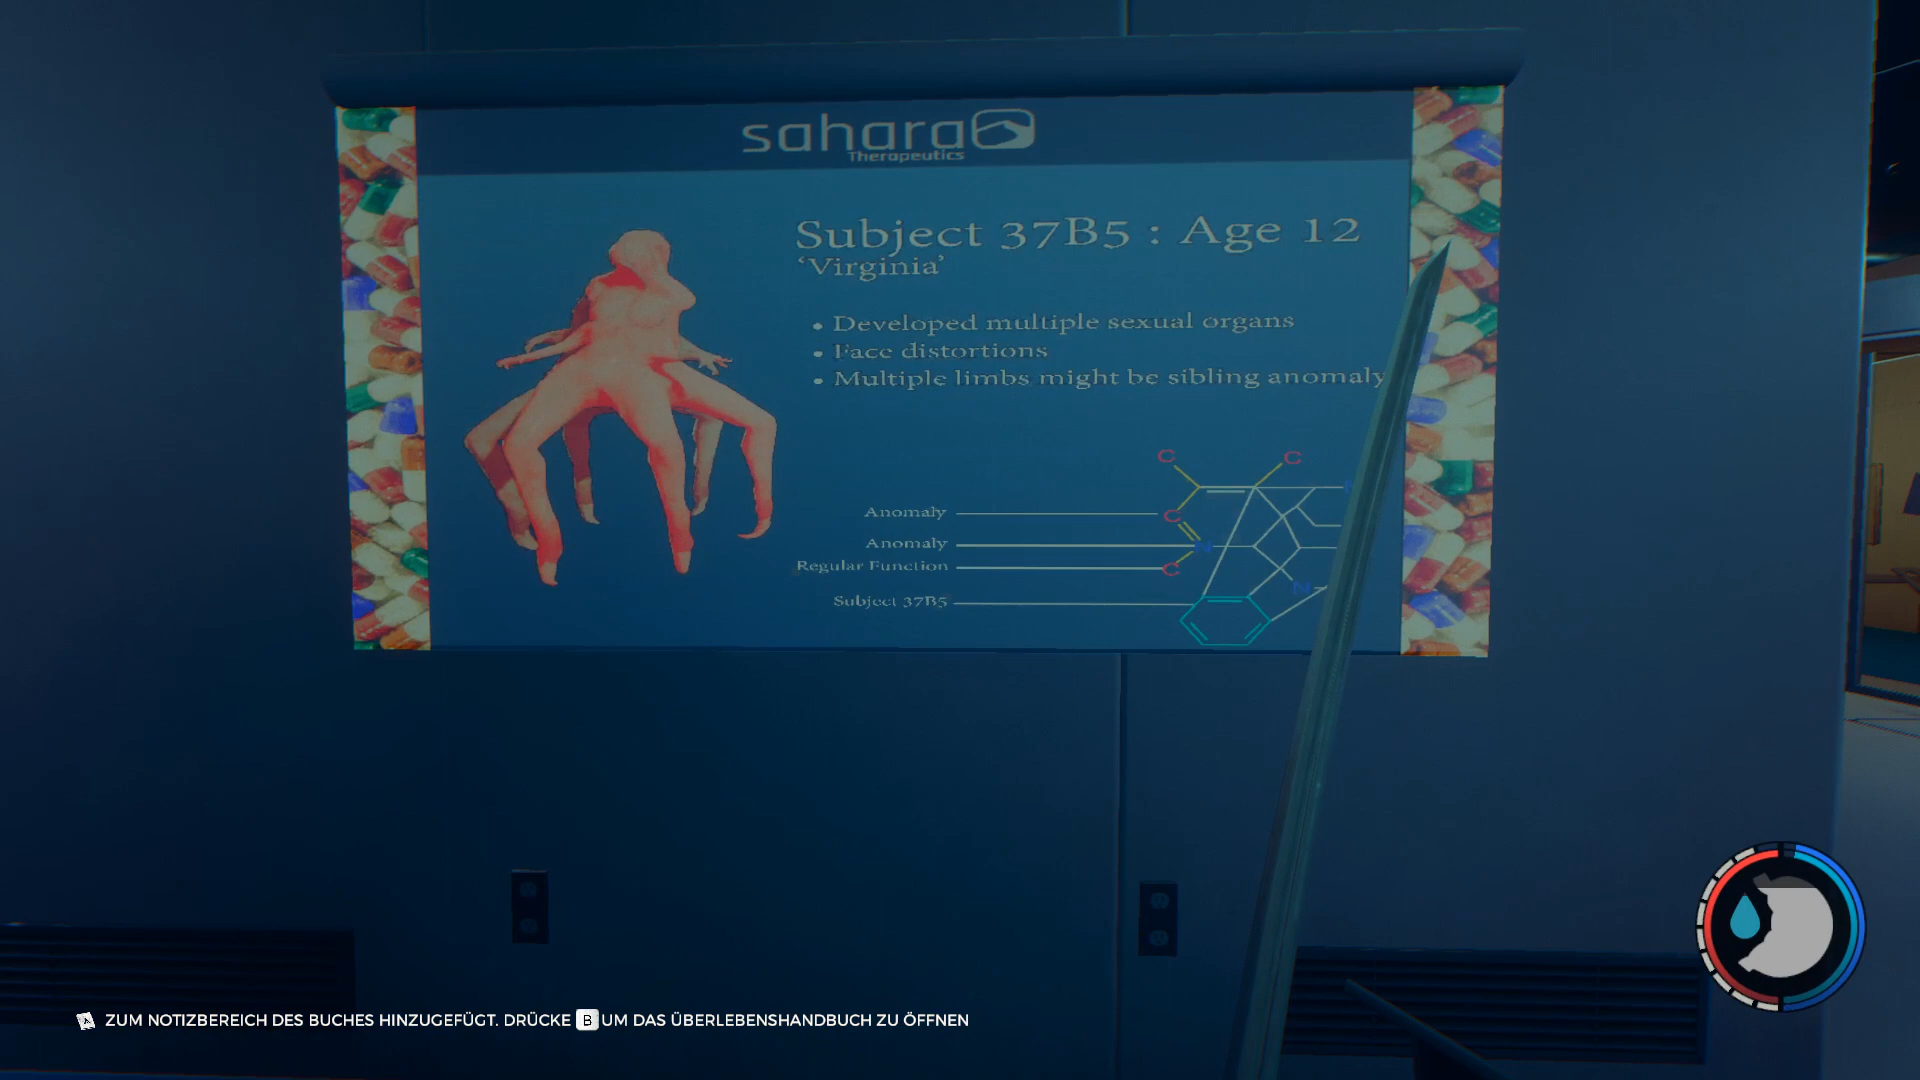 sahara
Therapeutics
Subject 37B5 : Age 12
‘Virginia’
• Developed multiple sexual organs
• Face distortions
• Multiple limbs might be sibling anomaly
C
C
Anomaly
C
Anomaly
N
Regular Function
C
N
Subject 37B5
ZUM NOTIZBEREICH DES BUCHES HINZUGEFÜGT. DRÜCKE B UM DAS ÜBERLEBENSHANDBUCH ZU ÖFFNEN